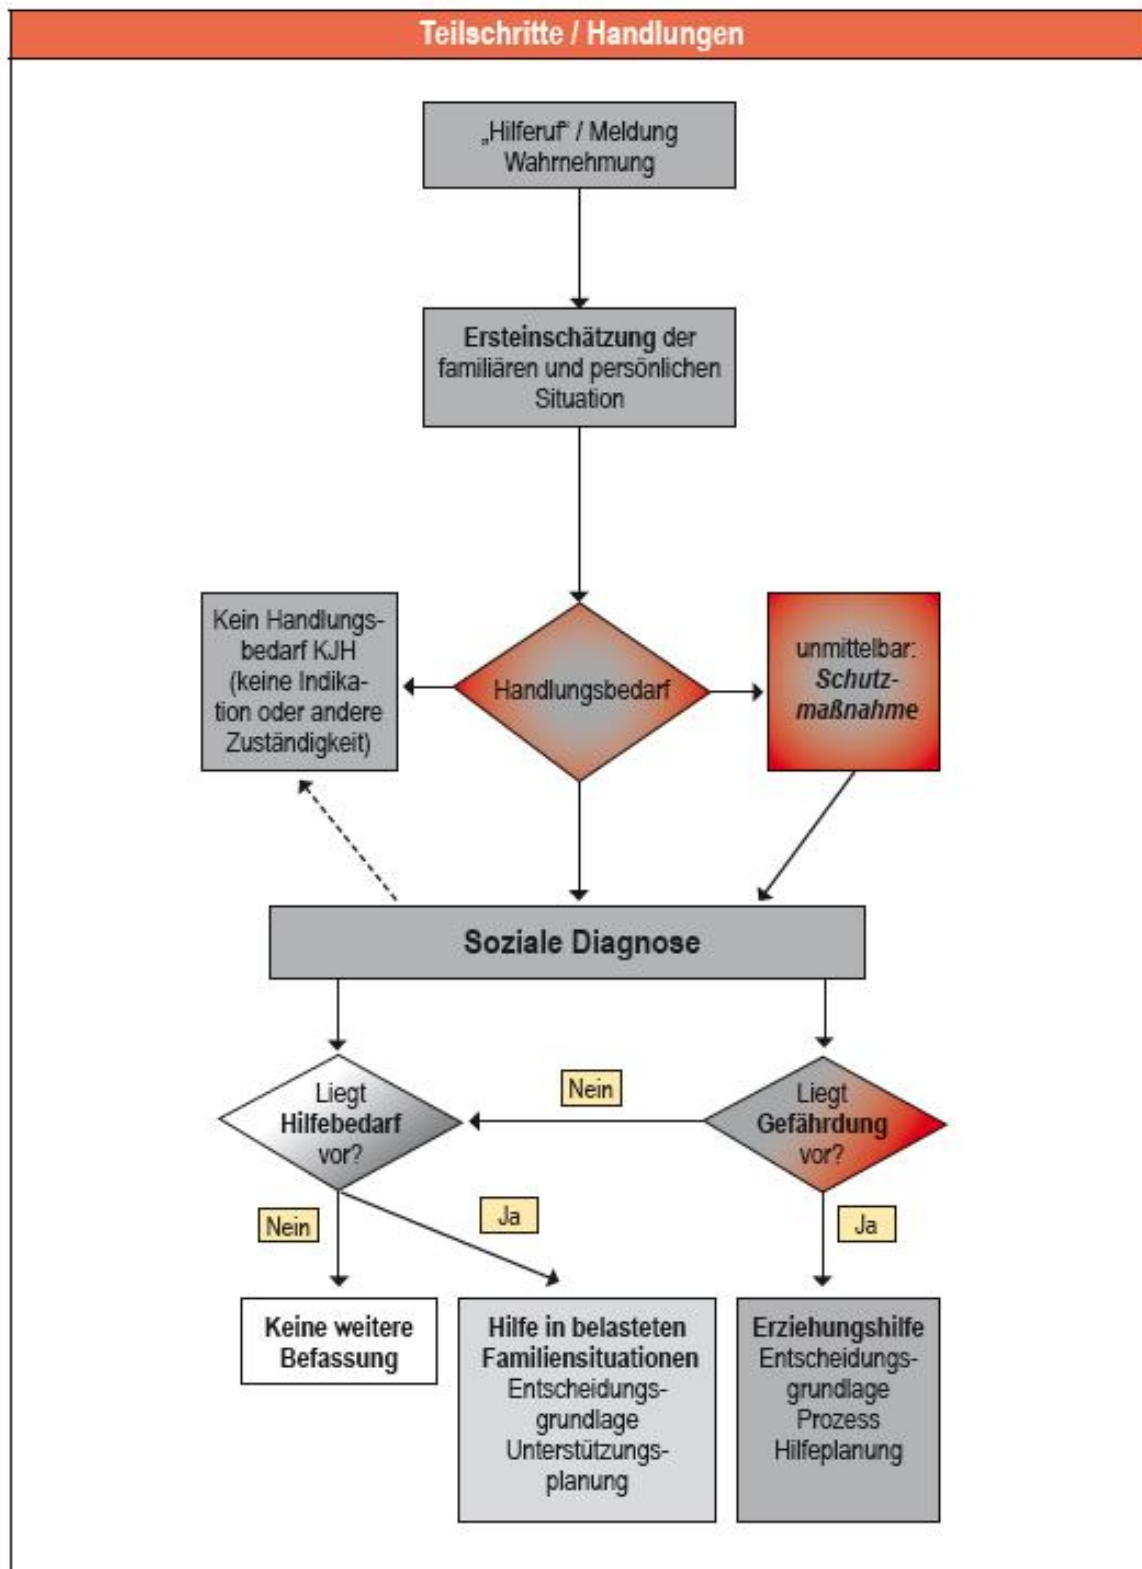 Teilschritte / Handlungen
„Hilferuf“ / Meldung
Wahrnehmung
Ersteinschätzung der
familiären und persönlichen
Situation
Kein Handlungs-
bedarf KJH
(keine Indika-
tion oder andere
Zuständigkeit)
Handlungsbedarf
unmittelbar:
Schutz-
maßnahme
Soziale Diagnose
Liegt
Hilfebedarf
vor?
Nein
Liegt
Gefährdung
vor?
Nein
Ja
Ja
Keine weitere
Befassung
Hilfe in belasteten
Familiensituationen
Entscheidungs-
grundlage
Unterstützungs-
planung
Erziehungshilfe
Entscheidungs-
grundlage
Prozess
Hilfeplanung